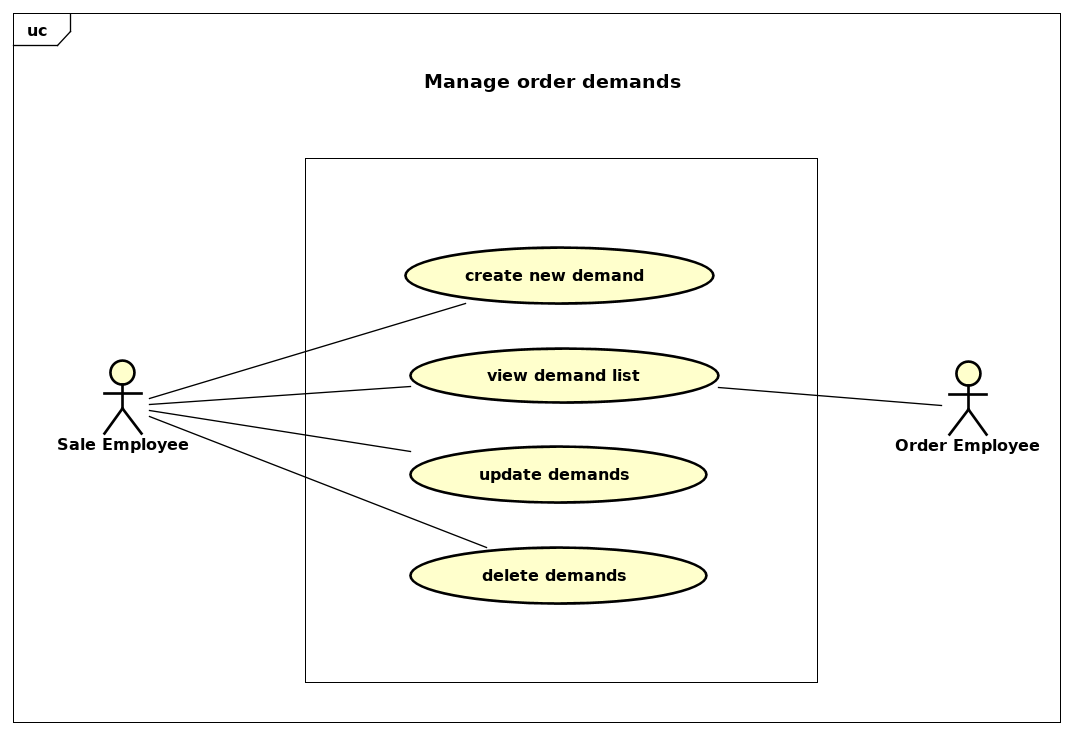 uc
Manage order demands
create new demand
view demand list
Sale Employee
Order Employee
update demands
delete demands